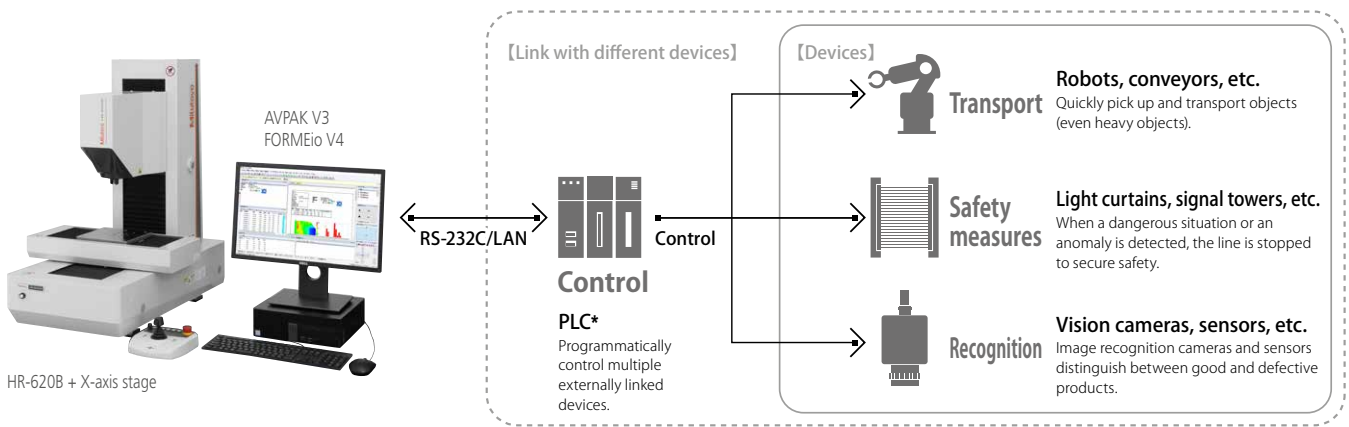 【Link with different devices】
【Devices】
AVPAK V3
FORMEio V4
Mitutoyo
RS-232C/LAN
HR-620B + X-axis stage
Control
PLC*
Programmatically
control multiple
externally linked
devices.
Control
Transport
Robots, conveyors, etc.
Quickly pick up and transport objects
(even heavy objects).
Safety
measures
Light curtains, signal towers, etc.
When a dangerous situation or an
anomaly is detected, the line is stopped
to secure safety.
Recognition
Vision cameras, sensors, etc.
Image recognition cameras and sensors
distinguish between good and defective
products.